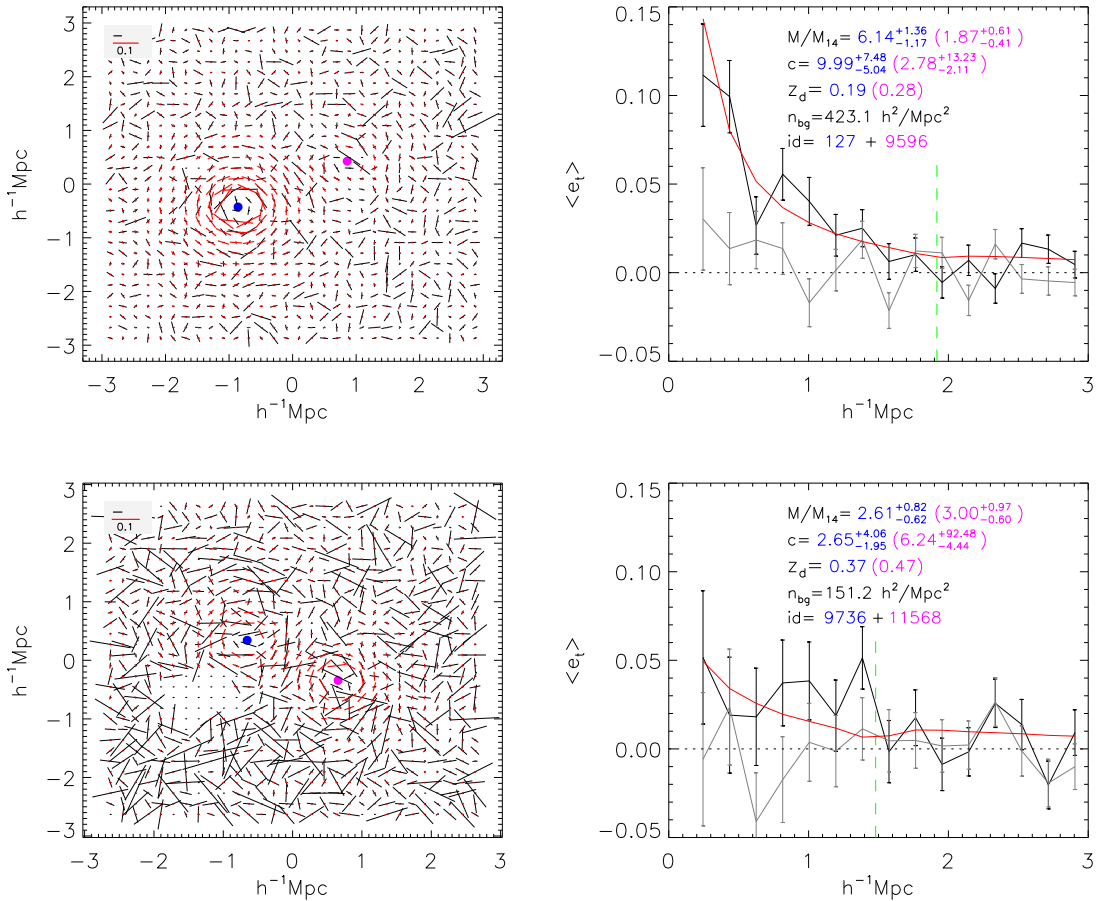 0.1
3
2
1
0
−1
−2
−3
h⁻¹Mpc
−3 −2 −1 0 1 2 3
h⁻¹Mpc
0.15
0.10
0.05
0.00
−0.05
<eₜ>
M/M₁₄= 6.14+1.36−1.17 (1.87+0.61−0.41)
c= 9.99+7.48−5.04 (2.78+13.23−2.11)
z_d= 0.19 (0.28)
n_bg=423.1 h²/Mpc²
id= 127 + 9596
0 1 2 3
h⁻¹Mpc
0.1
3
2
1
0
−1
−2
−3
h⁻¹Mpc
−3 −2 −1 0 1 2 3
h⁻¹Mpc
0.15
0.10
0.05
0.00
−0.05
<eₜ>
M/M₁₄= 2.61+0.82−0.62 (3.00+0.97−0.60)
c= 2.65+4.06−1.95 (6.24+92.48−4.44)
z_d= 0.37 (0.47)
n_bg=151.2 h²/Mpc²
id= 9736 + 11568
0 1 2 3
h⁻¹Mpc